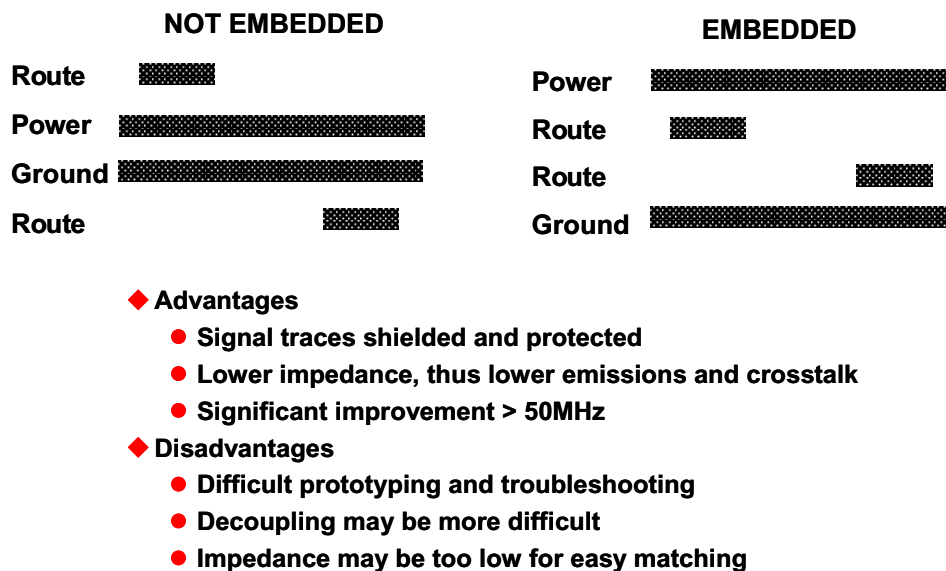 NOT EMBEDDED
Route
Power
Ground
Route
EMBEDDED
Power
Route
Route
Ground
Advantages
Signal traces shielded and protected
Lower impedance, thus lower emissions and crosstalk
Significant improvement > 50MHz
Disadvantages
Difficult prototyping and troubleshooting
Decoupling may be more difficult
Impedance may be too low for easy matching